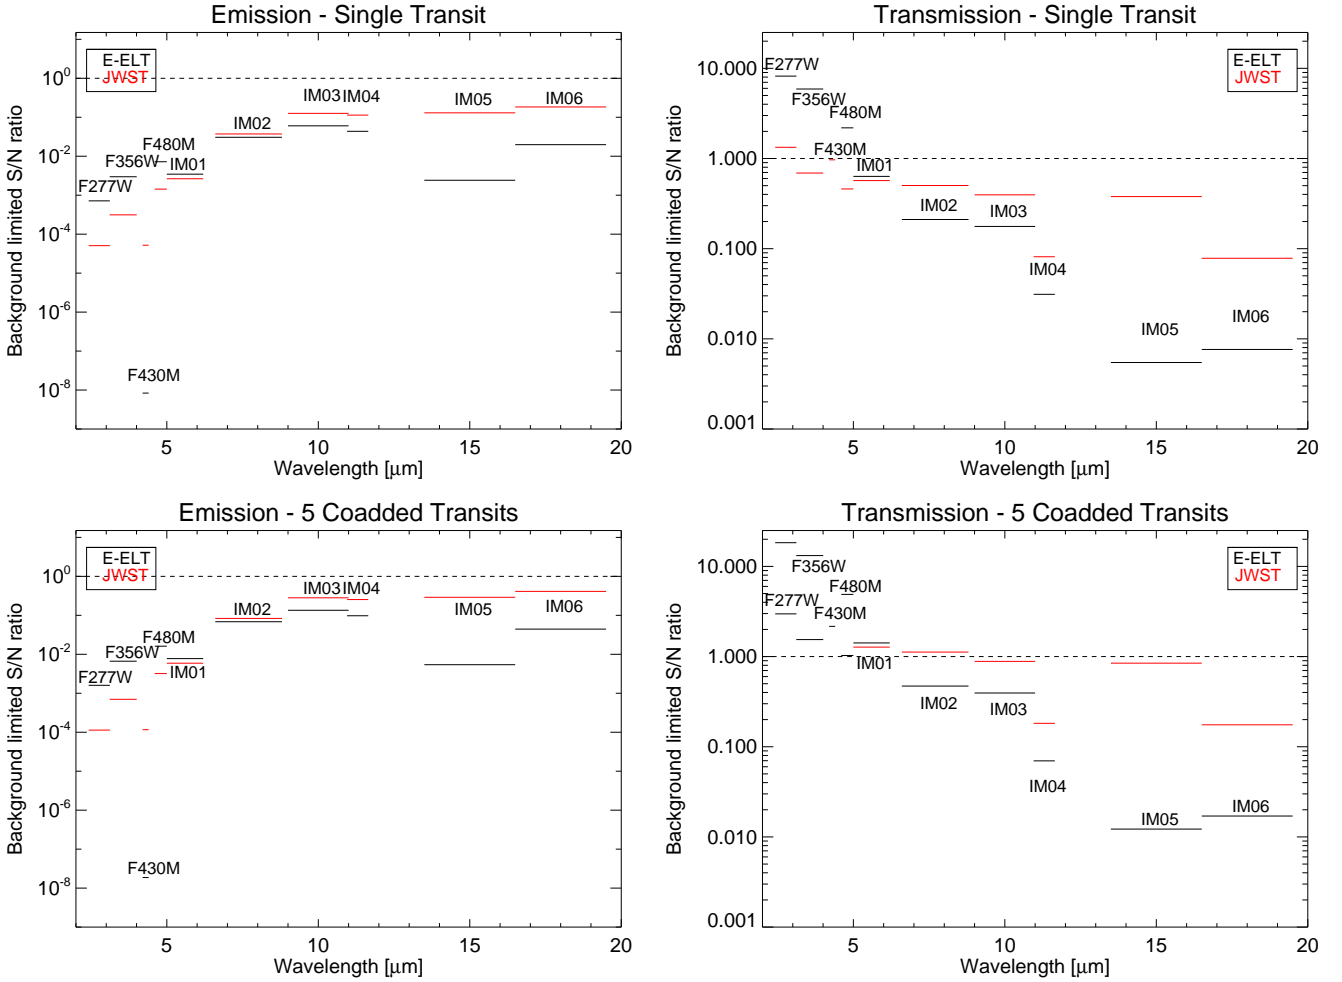 Emission - Single Transit
Background limited S/N ratio
10^0
10^-2
10^-4
10^-6
10^-8
E-ELT
JWST
F277W
F356W
F480M
F430M
IM01
IM02
IM03
IM04
IM05
IM06
5
10
15
20
Wavelength [μm]
Transmission - Single Transit
Background limited S/N ratio
10.000
1.000
0.100
0.010
0.001
E-ELT
JWST
F277W
F356W
F480M
F430M
IM01
IM02
IM03
IM04
IM05
IM06
5
10
15
20
Wavelength [μm]
Emission - 5 Coadded Transits
Background limited S/N ratio
10^0
10^-2
10^-4
10^-6
10^-8
E-ELT
JWST
F277W
F356W
F480M
F430M
IM01
IM02
IM03
IM04
IM05
IM06
5
10
15
20
Wavelength [μm]
Transmission - 5 Coadded Transits
Background limited S/N ratio
10.000
1.000
0.100
0.010
0.001
E-ELT
JWST
F277W
F356W
F480M
F430M
IM01
IM02
IM03
IM04
IM05
IM06
5
10
15
20
Wavelength [μm]